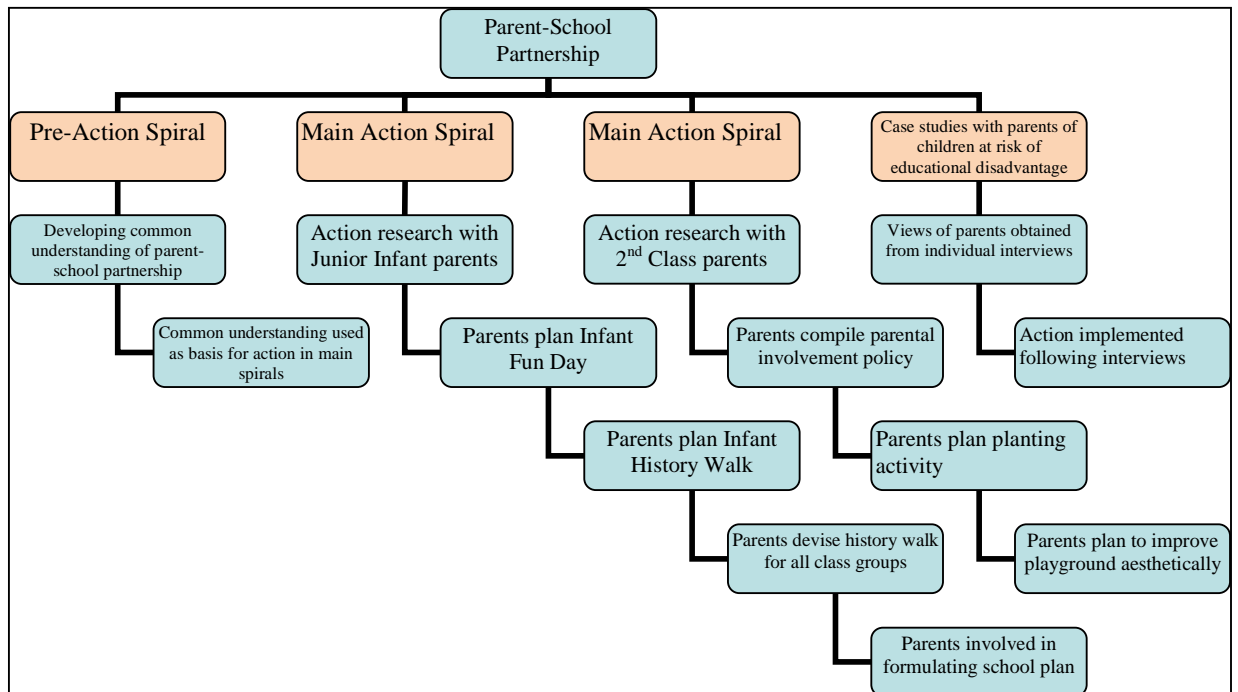 Parent-School
Partnership
Pre-Action Spiral
Main Action Spiral
Main Action Spiral
Case studies with parents of
children at risk of
educational disadvantage
Developing common
understanding of parent-
school partnership
Action research with
Junior Infant parents
Action research with
2nd Class parents
Views of parents obtained
from individual interviews
Common understanding used
as basis for action in main
spirals
Parents plan Infant
Fun Day
Parents compile parental
involvement policy
Action implemented
following interviews
Parents plan Infant
History Walk
Parents plan planting
activity
Parents devise history walk
for all class groups
Parents plan to improve
playground aesthetically
Parents involved in
formulating school plan